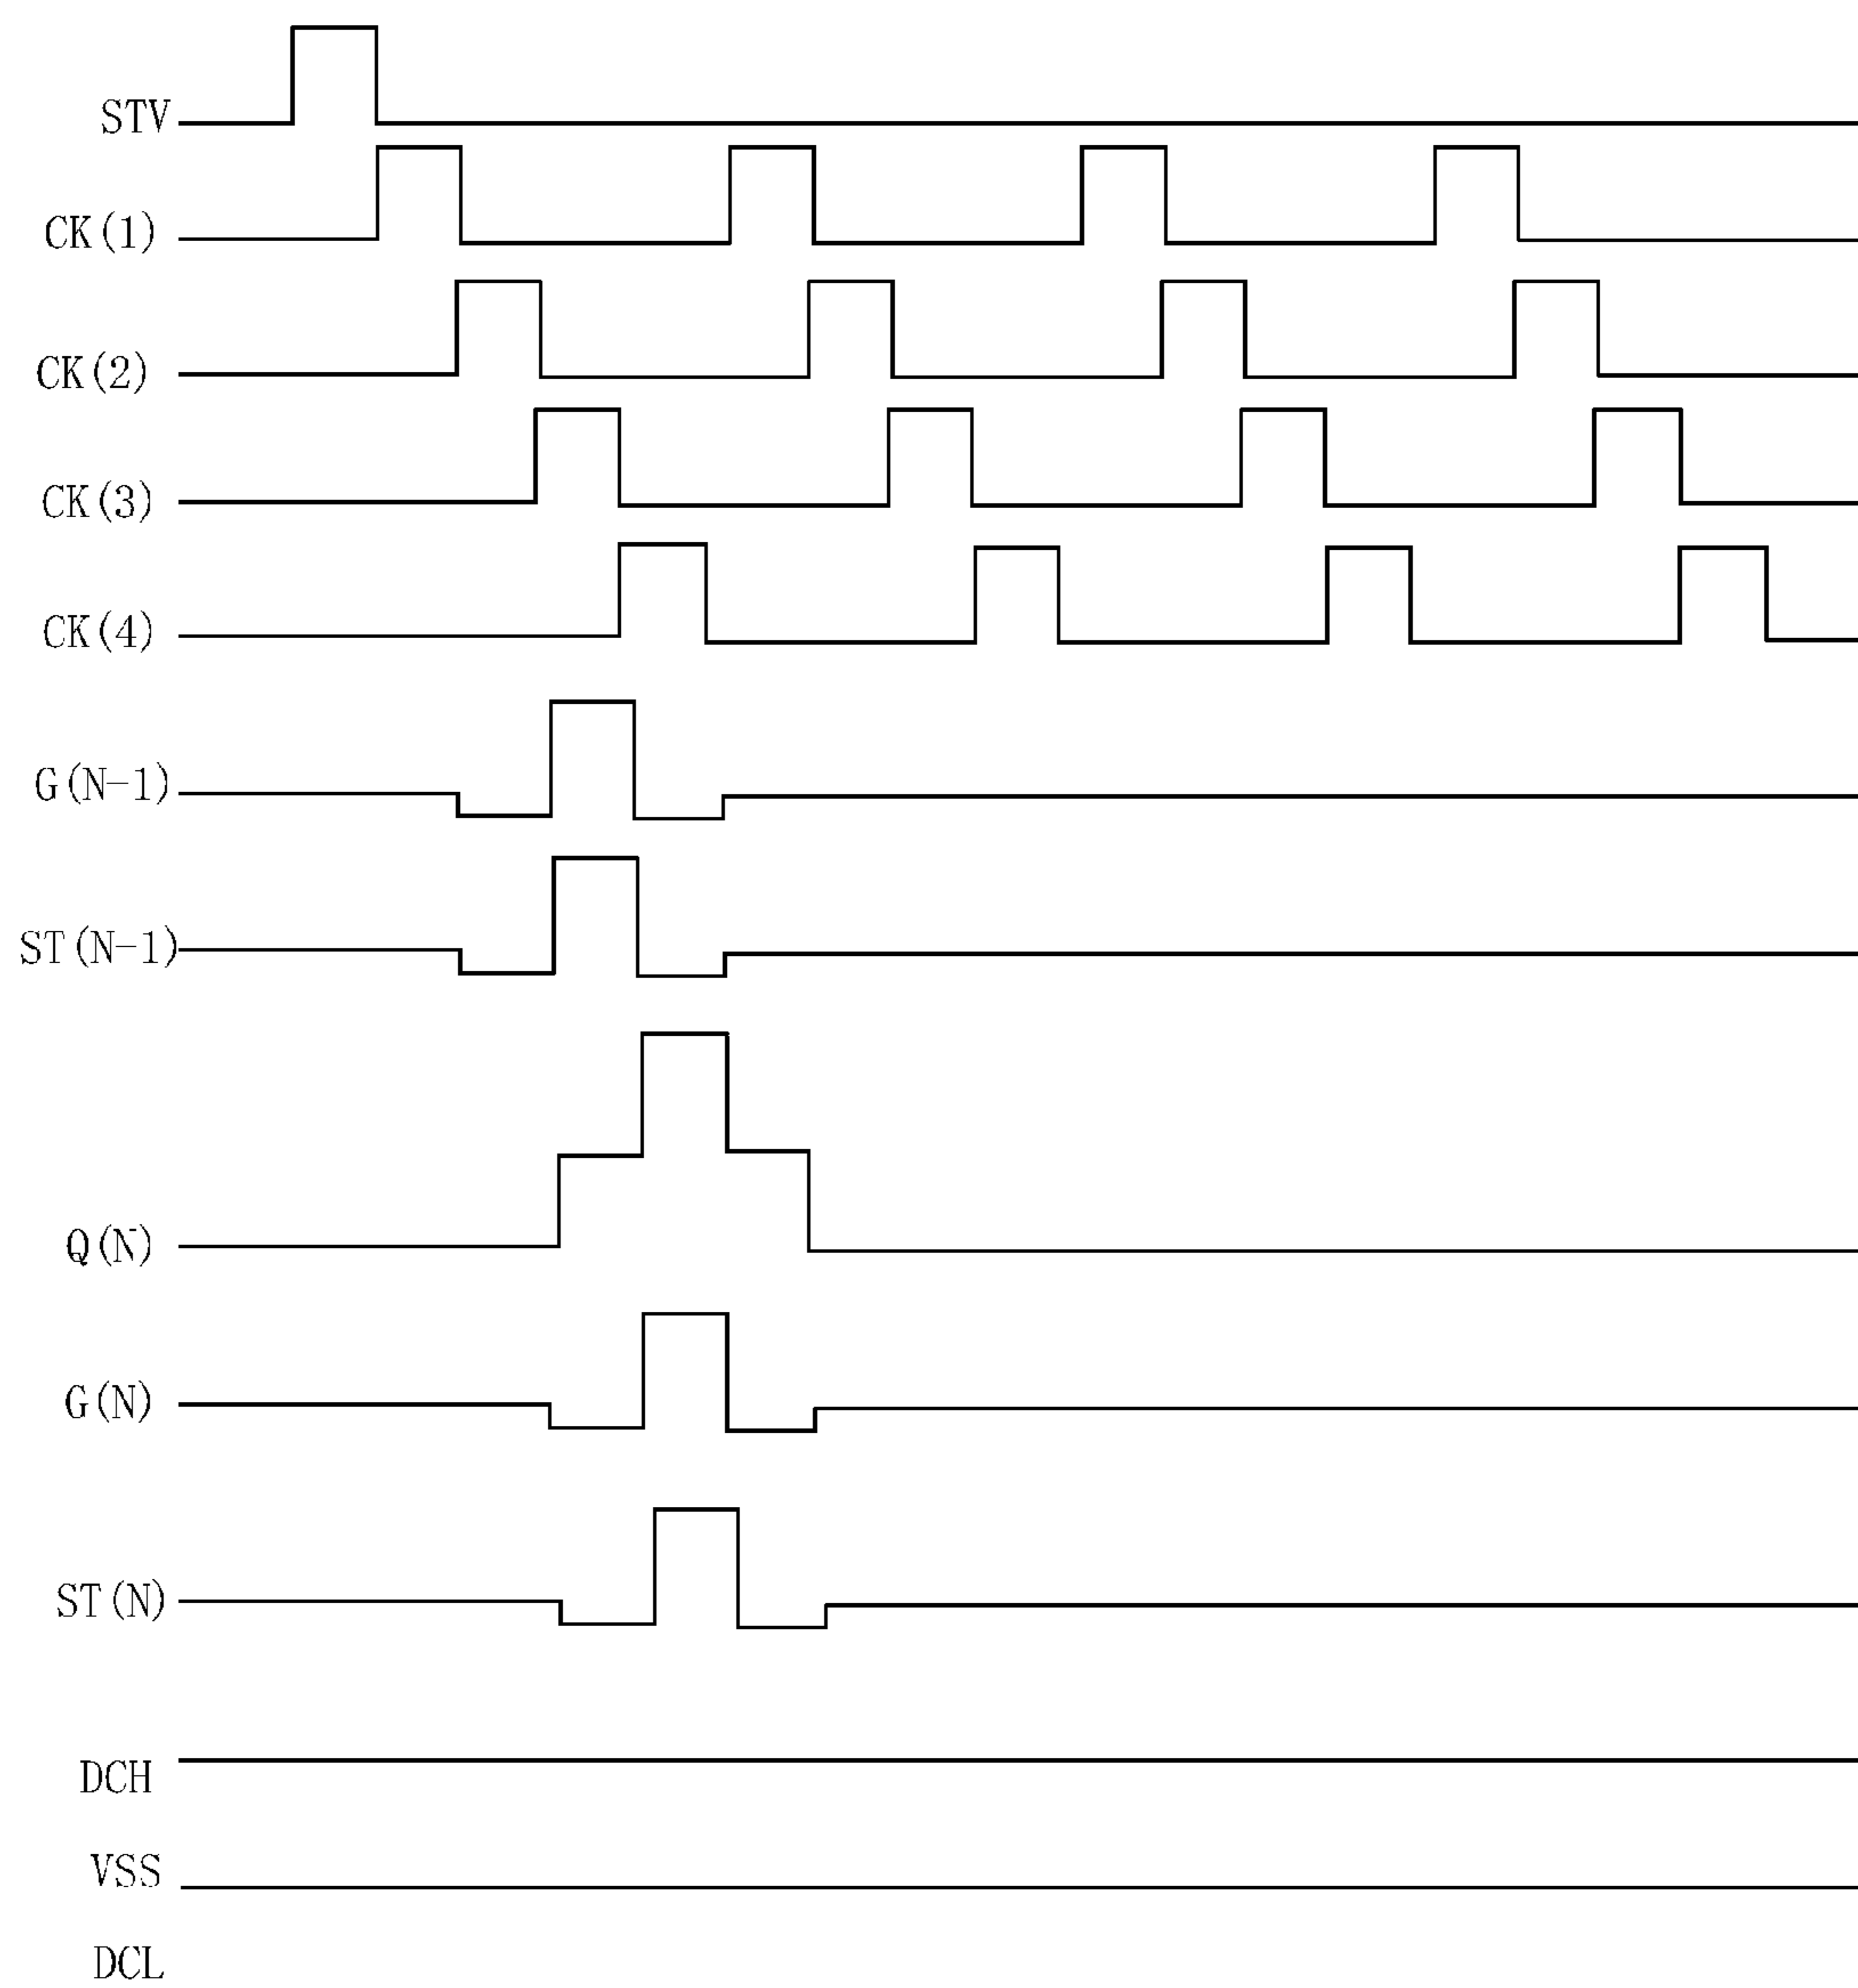 STV
CK(1)
CK(2)
CK(3)
CK(4)
G(N-1)
ST(N-1)
Q(N)
G(N)
ST(N)
DCH
VSS
DCL